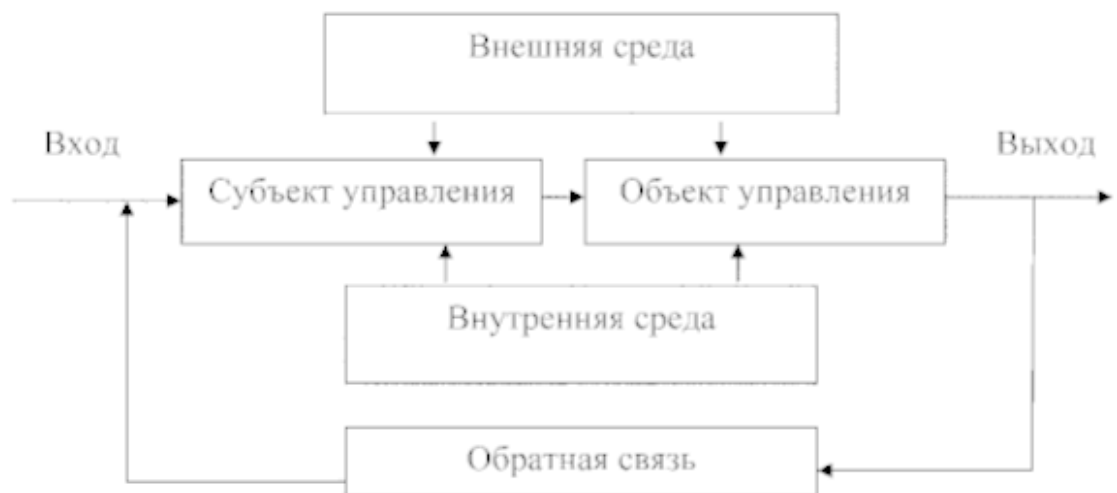 Внешняя среда
Вход
Выход
Субъект управления
Объект управления
Внутренняя среда
Обратная связь